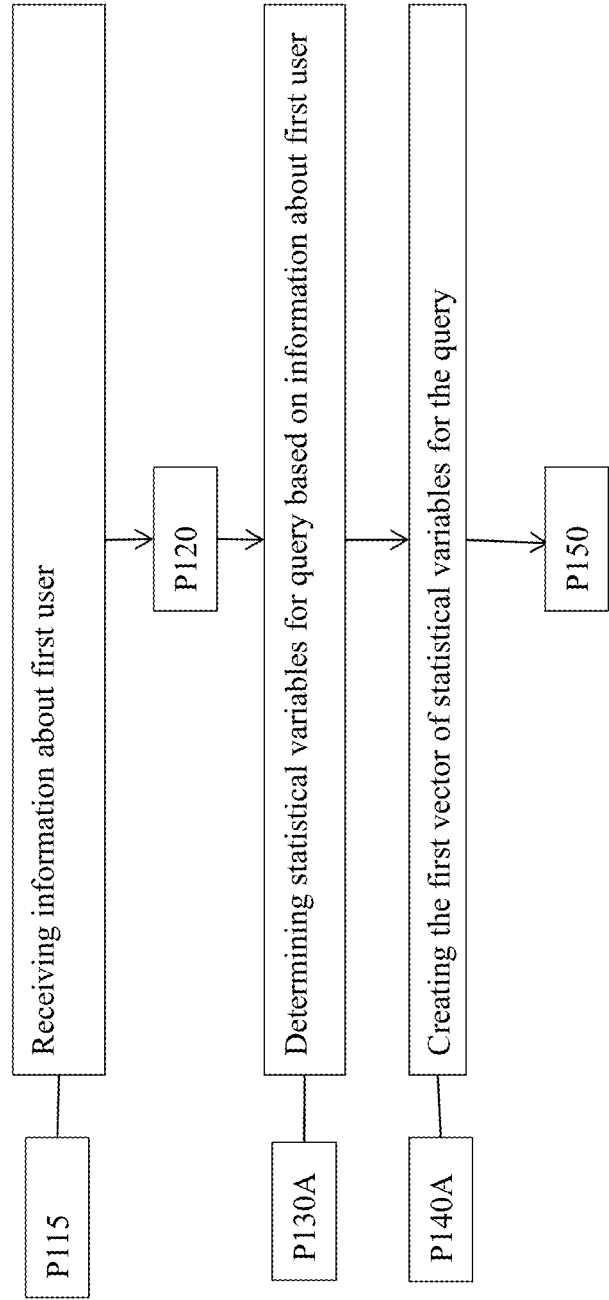 P115
Receiving information about first user
P120
P130A
Determining statistical variables for query based on information about first user
P140A
Creating the first vector of statistical variables for the query
P150